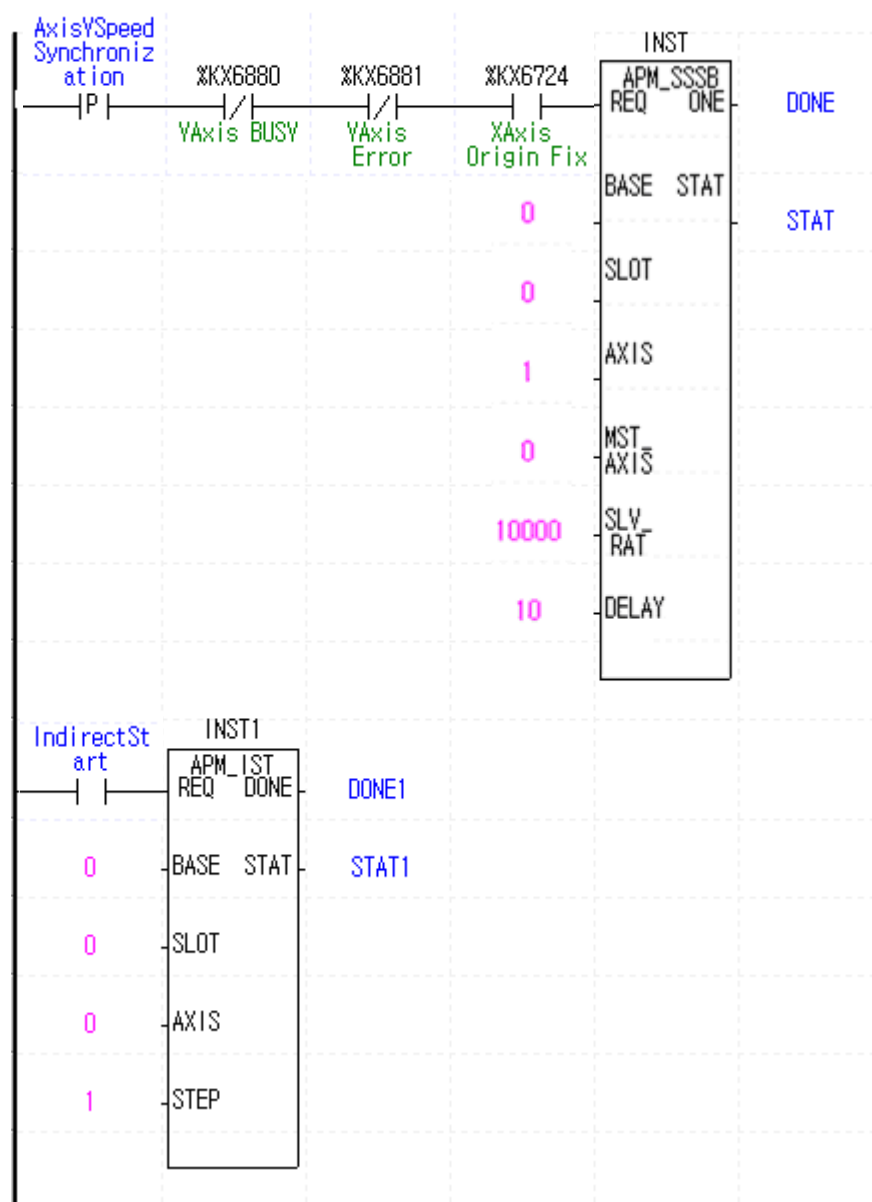 AxisYSpeed
Synchroniz
ation
%KX6880
%KX6881
%KX6724
INST
P
APM_SSSB
REQ ONE
DONE
YAxis BUSY
YAxis
Error
XAxis
Origin Fix
0
BASE STAT
STAT
0
SLOT
1
AXIS
0
MST_
AXIS
10000
SLV_
RAT
10
DELAY
IndirectSt
art
INST1
APM_IST
REQ DONE
DONE1
0
BASE STAT
STAT1
0
SLOT
0
AXIS
1
STEP